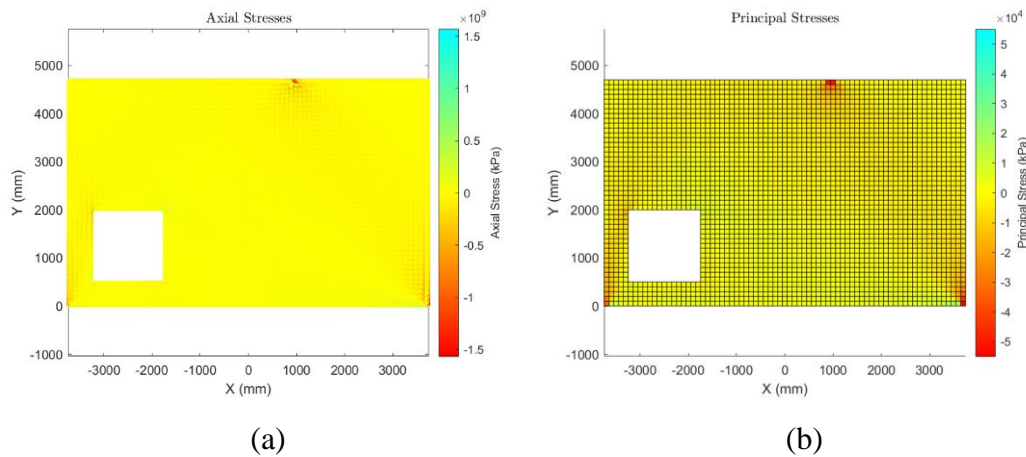 Axial Stresses
×10⁹
1.5
1
0.5
0
-0.5
-1
-1.5
Axial Stress (kPa)
5000
4000
3000
2000
1000
0
-1000
Y (mm)
-3000 -2000 -1000 0 1000 2000 3000
X (mm)
(a)
Principal Stresses
×10⁴
5
4
3
2
1
0
-1
-2
-3
-4
-5
Principal Stress (kPa)
5000
4000
3000
2000
1000
0
-1000
Y (mm)
-3000 -2000 -1000 0 1000 2000 3000
X (mm)
(b)